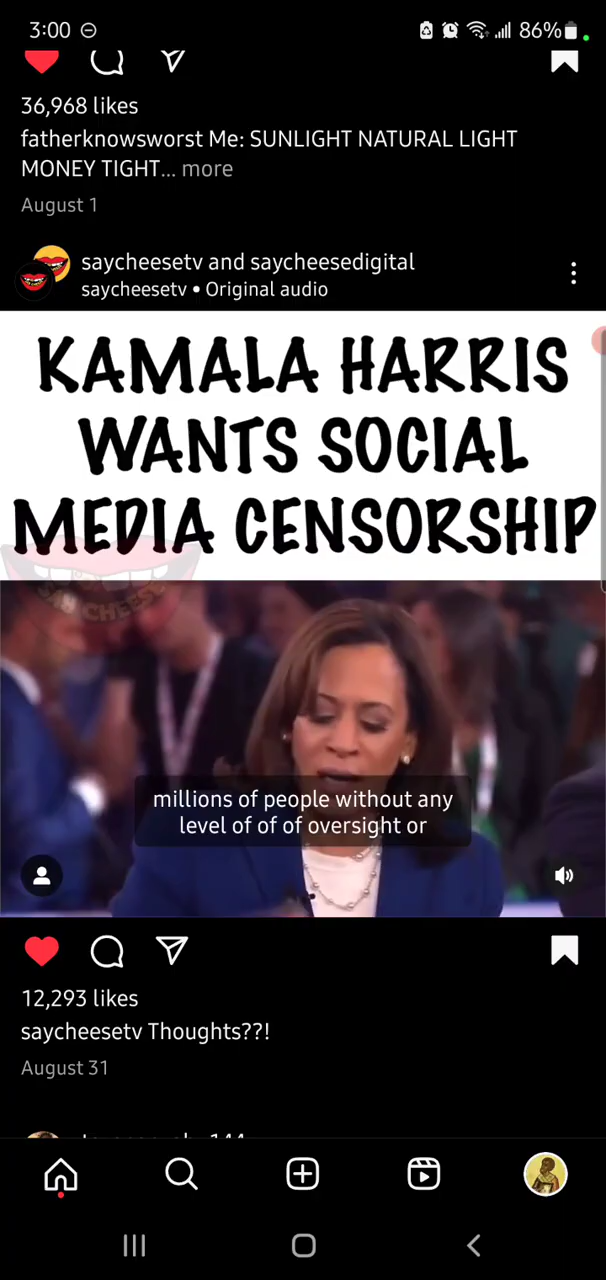 3:00
86%
36,968 likes
fatherknowsworst Me: SUNLIGHT NATURAL LIGHT
MONEY TIGHT... more
August 1
saycheesetv and saycheesedigital
saycheesetv • Original audio
KAMALA HARRIS
WANTS SOCIAL
MEDIA CENSORSHIP
SAY CHEESE
millions of people without any
level of of of oversight or
12,293 likes
saycheesetv Thoughts??!
August 31